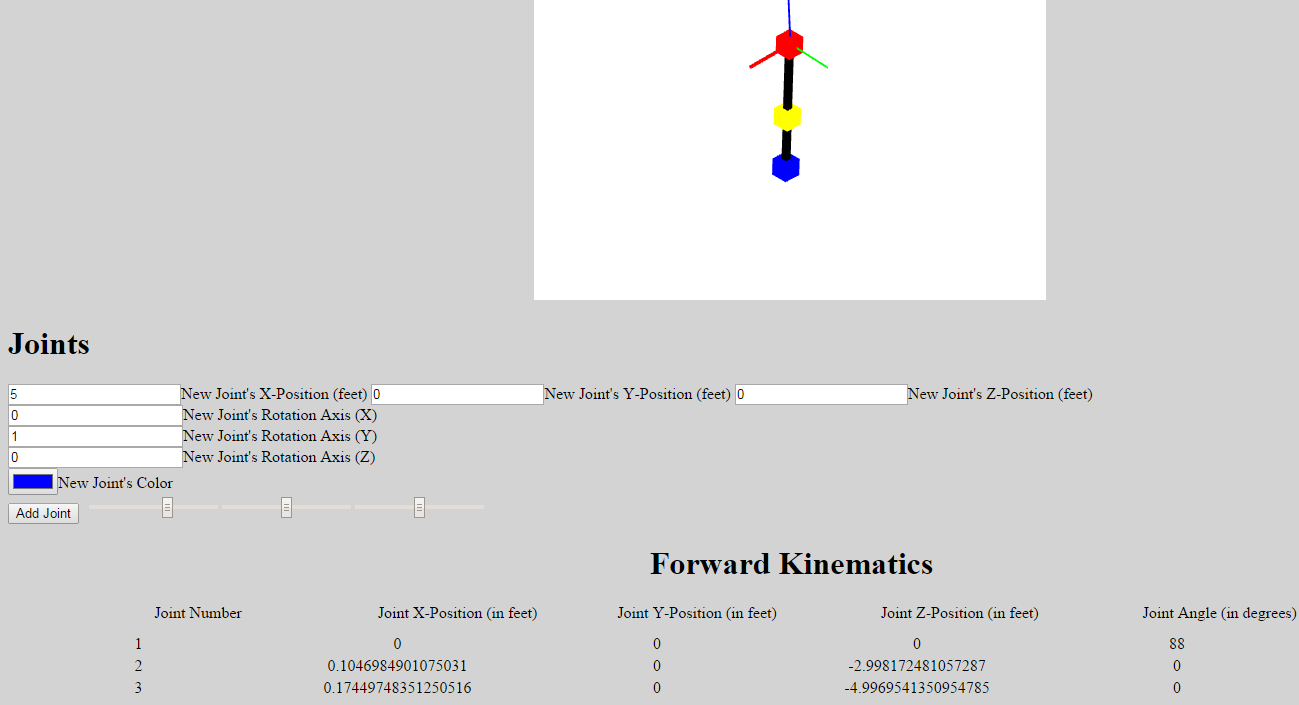 Joints
5 New Joint's X-Position (feet) 0 New Joint's Y-Position (feet) 0 New Joint's Z-Position (feet)
0 New Joint's Rotation Axis (X)
1 New Joint's Rotation Axis (Y)
0 New Joint's Rotation Axis (Z)
New Joint's Color
Add Joint
Forward Kinematics
Joint Number Joint X-Position (in feet) Joint Y-Position (in feet) Joint Z-Position (in feet) Joint Angle (in degrees)
1 0 0 0 88
2 0.1046984901075031 0 -2.998172481057287 0
3 0.17449748351250516 0 -4.9969541350954785 0